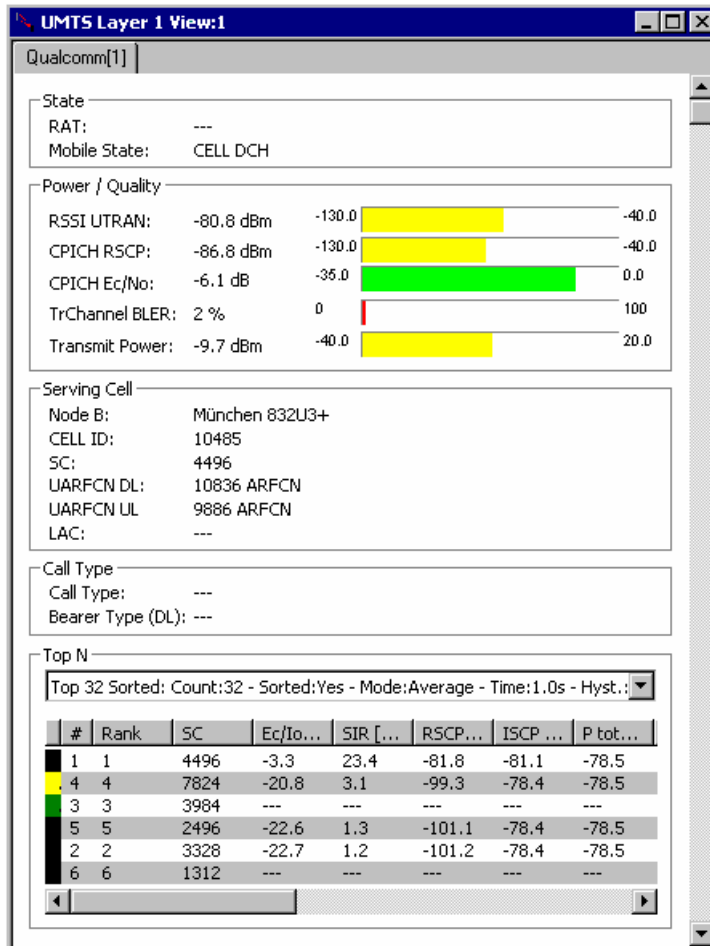 UMTS Layer 1 View:1
Qualcomm[1]
State
RAT: ---
Mobile State: CELL DCH
Power / Quality
RSSI UTRAN: -80.8 dBm -130.0 -40.0
CPICH RSCP: -86.8 dBm -130.0 -40.0
CPICH Ec/No: -6.1 dB -35.0 0.0
TrChannel BLER: 2 % 0 100
Transmit Power: -9.7 dBm -40.0 20.0
Serving Cell
Node B: München 832U3+
CELL ID: 10485
SC: 4496
UARFCN DL: 10836 ARFCN
UARFCN UL 9886 ARFCN
LAC: ---
Call Type
Call Type: ---
Bearer Type (DL): ---
Top N
Top 32 Sorted: Count:32 - Sorted:Yes - Mode:Average - Time:1.0s - Hyst.:
# Rank SC Ec/Io... SIR [... RSCP... ISCP ... P tot...
1 1 4496 -3.3 23.4 -81.8 -81.1 -78.5
4 4 7824 -20.8 3.1 -99.3 -78.4 -78.5
3 3 3984 --- --- --- --- ---
5 5 2496 -22.6 1.3 -101.1 -78.4 -78.5
2 2 3328 -22.7 1.2 -101.2 -78.4 -78.5
6 6 1312 --- --- --- --- ---